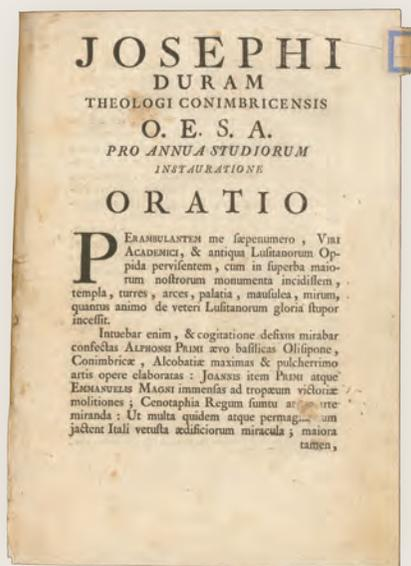 JOSEPHI
DURAM
THEOLOGI CONIMBRICENSIS
O. E. S. A.
PRO ANNUA STUDIORUM
INSTAURATIONE
ORATIO
PERAMBULANTEM me sæpenumero, VIRI
ACADEMICI, & antiqua Lusitanorum Op-
pida pervisentem, cum in superba maio-
rum nostrorum monumenta incidissem,
templa, turres, arces, palatia, mausulea, mirum,
quantus animo de veteri Lusitanorum gloria stupor
incessit.
Intuebar enim, & cogitatione defixus mirabar
confectas ALPHONSI PRIMI ævo basilicas Olisipone,
Conimbricæ, Alcobatiæ maximas & pulcherrimo
artis opere elaboratas: JOANNIS item PRIMI atque
EMMANUELIS MAGNI immensas ad tropæum victoriæ
molitiones; Cenotaphia Regum sumtu
miranda: Ut multa quidem atque
jactent Itali vetusta ædificiorum miracula; maiora
tamen,